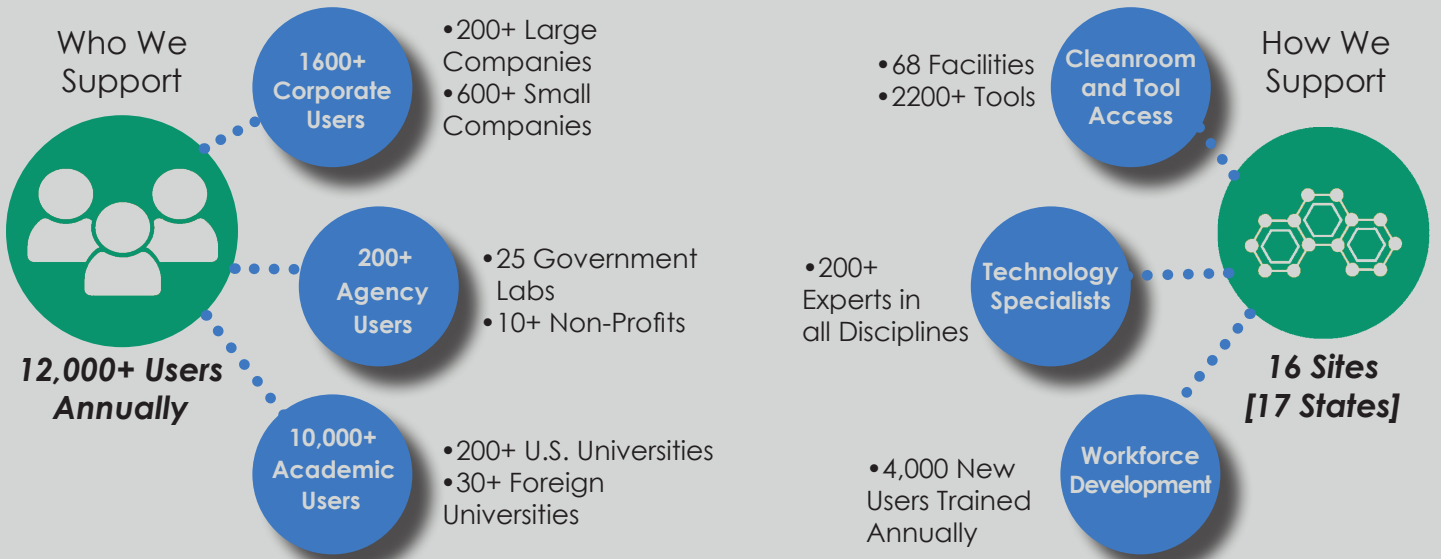 Who We
Support
12,000+ Users
Annually
1600+
Corporate
Users
•200+ Large
Companies
•600+ Small
Companies
200+
Agency
Users
•25 Government
Labs
•10+ Non-Profits
10,000+
Academic
Users
•200+ U.S. Universities
•30+ Foreign
Universities
How We
Support
16 Sites
[17 States]
Cleanroom
and Tool
Access
•68 Facilities
•2200+ Tools
Technology
Specialists
•200+
Experts in
all Disciplines
Workforce
Development
•4,000 New
Users Trained
Annually